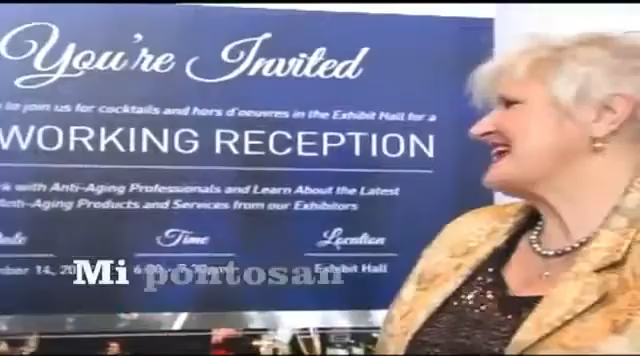 You're Invited
to join us for cocktails and hors d'oeuvres in the Exhibit Hall for a
WORKING RECEPTION
with Anti-Aging Professionals and Learn About the Latest
Anti-Aging Products and Services from our Exhibitors
Time
Location
14,
Exhibit Hall
Mi pontosan